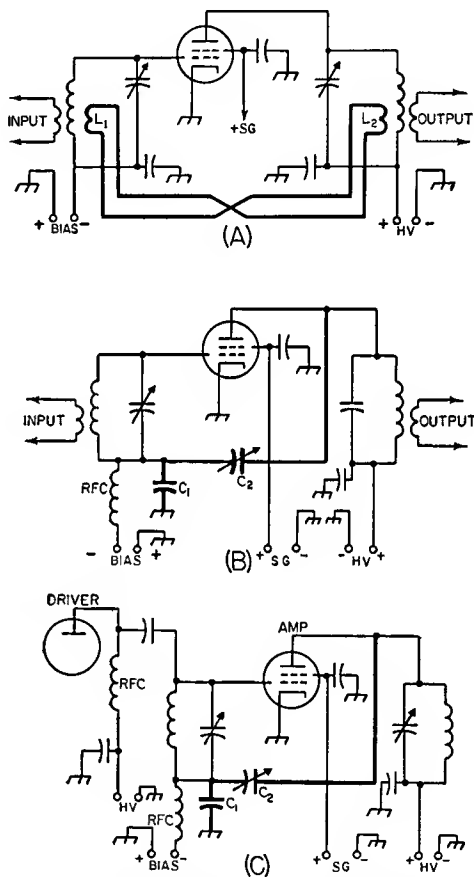 INPUT
L1
+SG
L2
OUTPUT
+ BIAS -
+ HV -
(A)
INPUT
RFC
C1
C2
- BIAS +
+ SG -
- HV +
(B)
DRIVER
AMP
RFC
HV
RFC
C1
C2
+ BIAS -
+ SG -
+ HV -
(C)